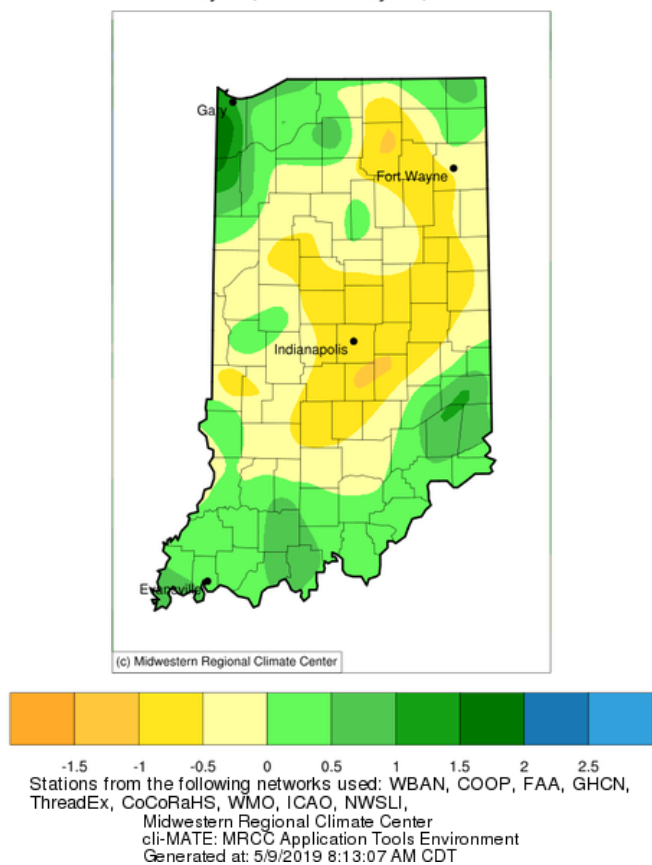 Gary
Fort Wayne
Indianapolis
Evansville
(c) Midwestern Regional Climate Center
-1.5 -1 -0.5 0 0.5 1 1.5 2 2.5
Stations from the following networks used: WBAN, COOP, FAA, GHCN,
ThreadEx, CoCoRaHS, WMO, ICAO, NWSLI,
Midwestern Regional Climate Center
cli-MATE: MRCC Application Tools Environment
Generated at: 5/9/2019 8:13:07 AM CDT